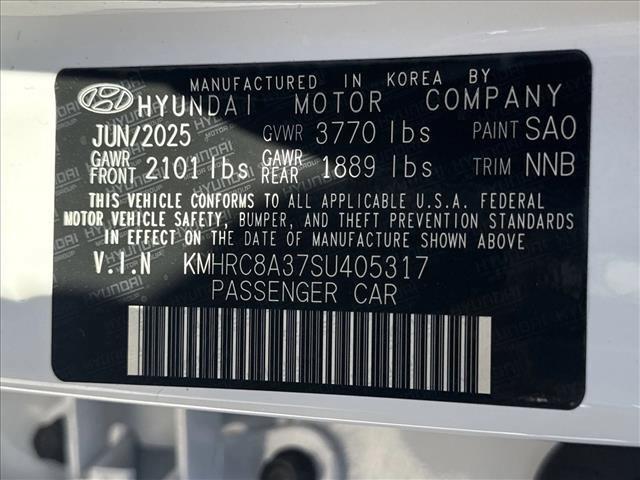 MANUFACTURED IN KOREA BY
HYUNDAI MOTOR COMPANY
JUN/2025 GVWR 3770 lbs PAINT SAO
GAWR FRONT 2101 lbs GAWR REAR 1889 lbs TRIM NNB
THIS VEHICLE CONFORMS TO ALL APPLICABLE U.S.A. FEDERAL
MOTOR VEHICLE SAFETY, BUMPER, AND THEFT PREVENTION STANDARDS
IN EFFECT ON THE DATE OF MANUFACTURE SHOWN ABOVE.
V.I.N KMHRC8A37SU405317
PASSENGER CAR